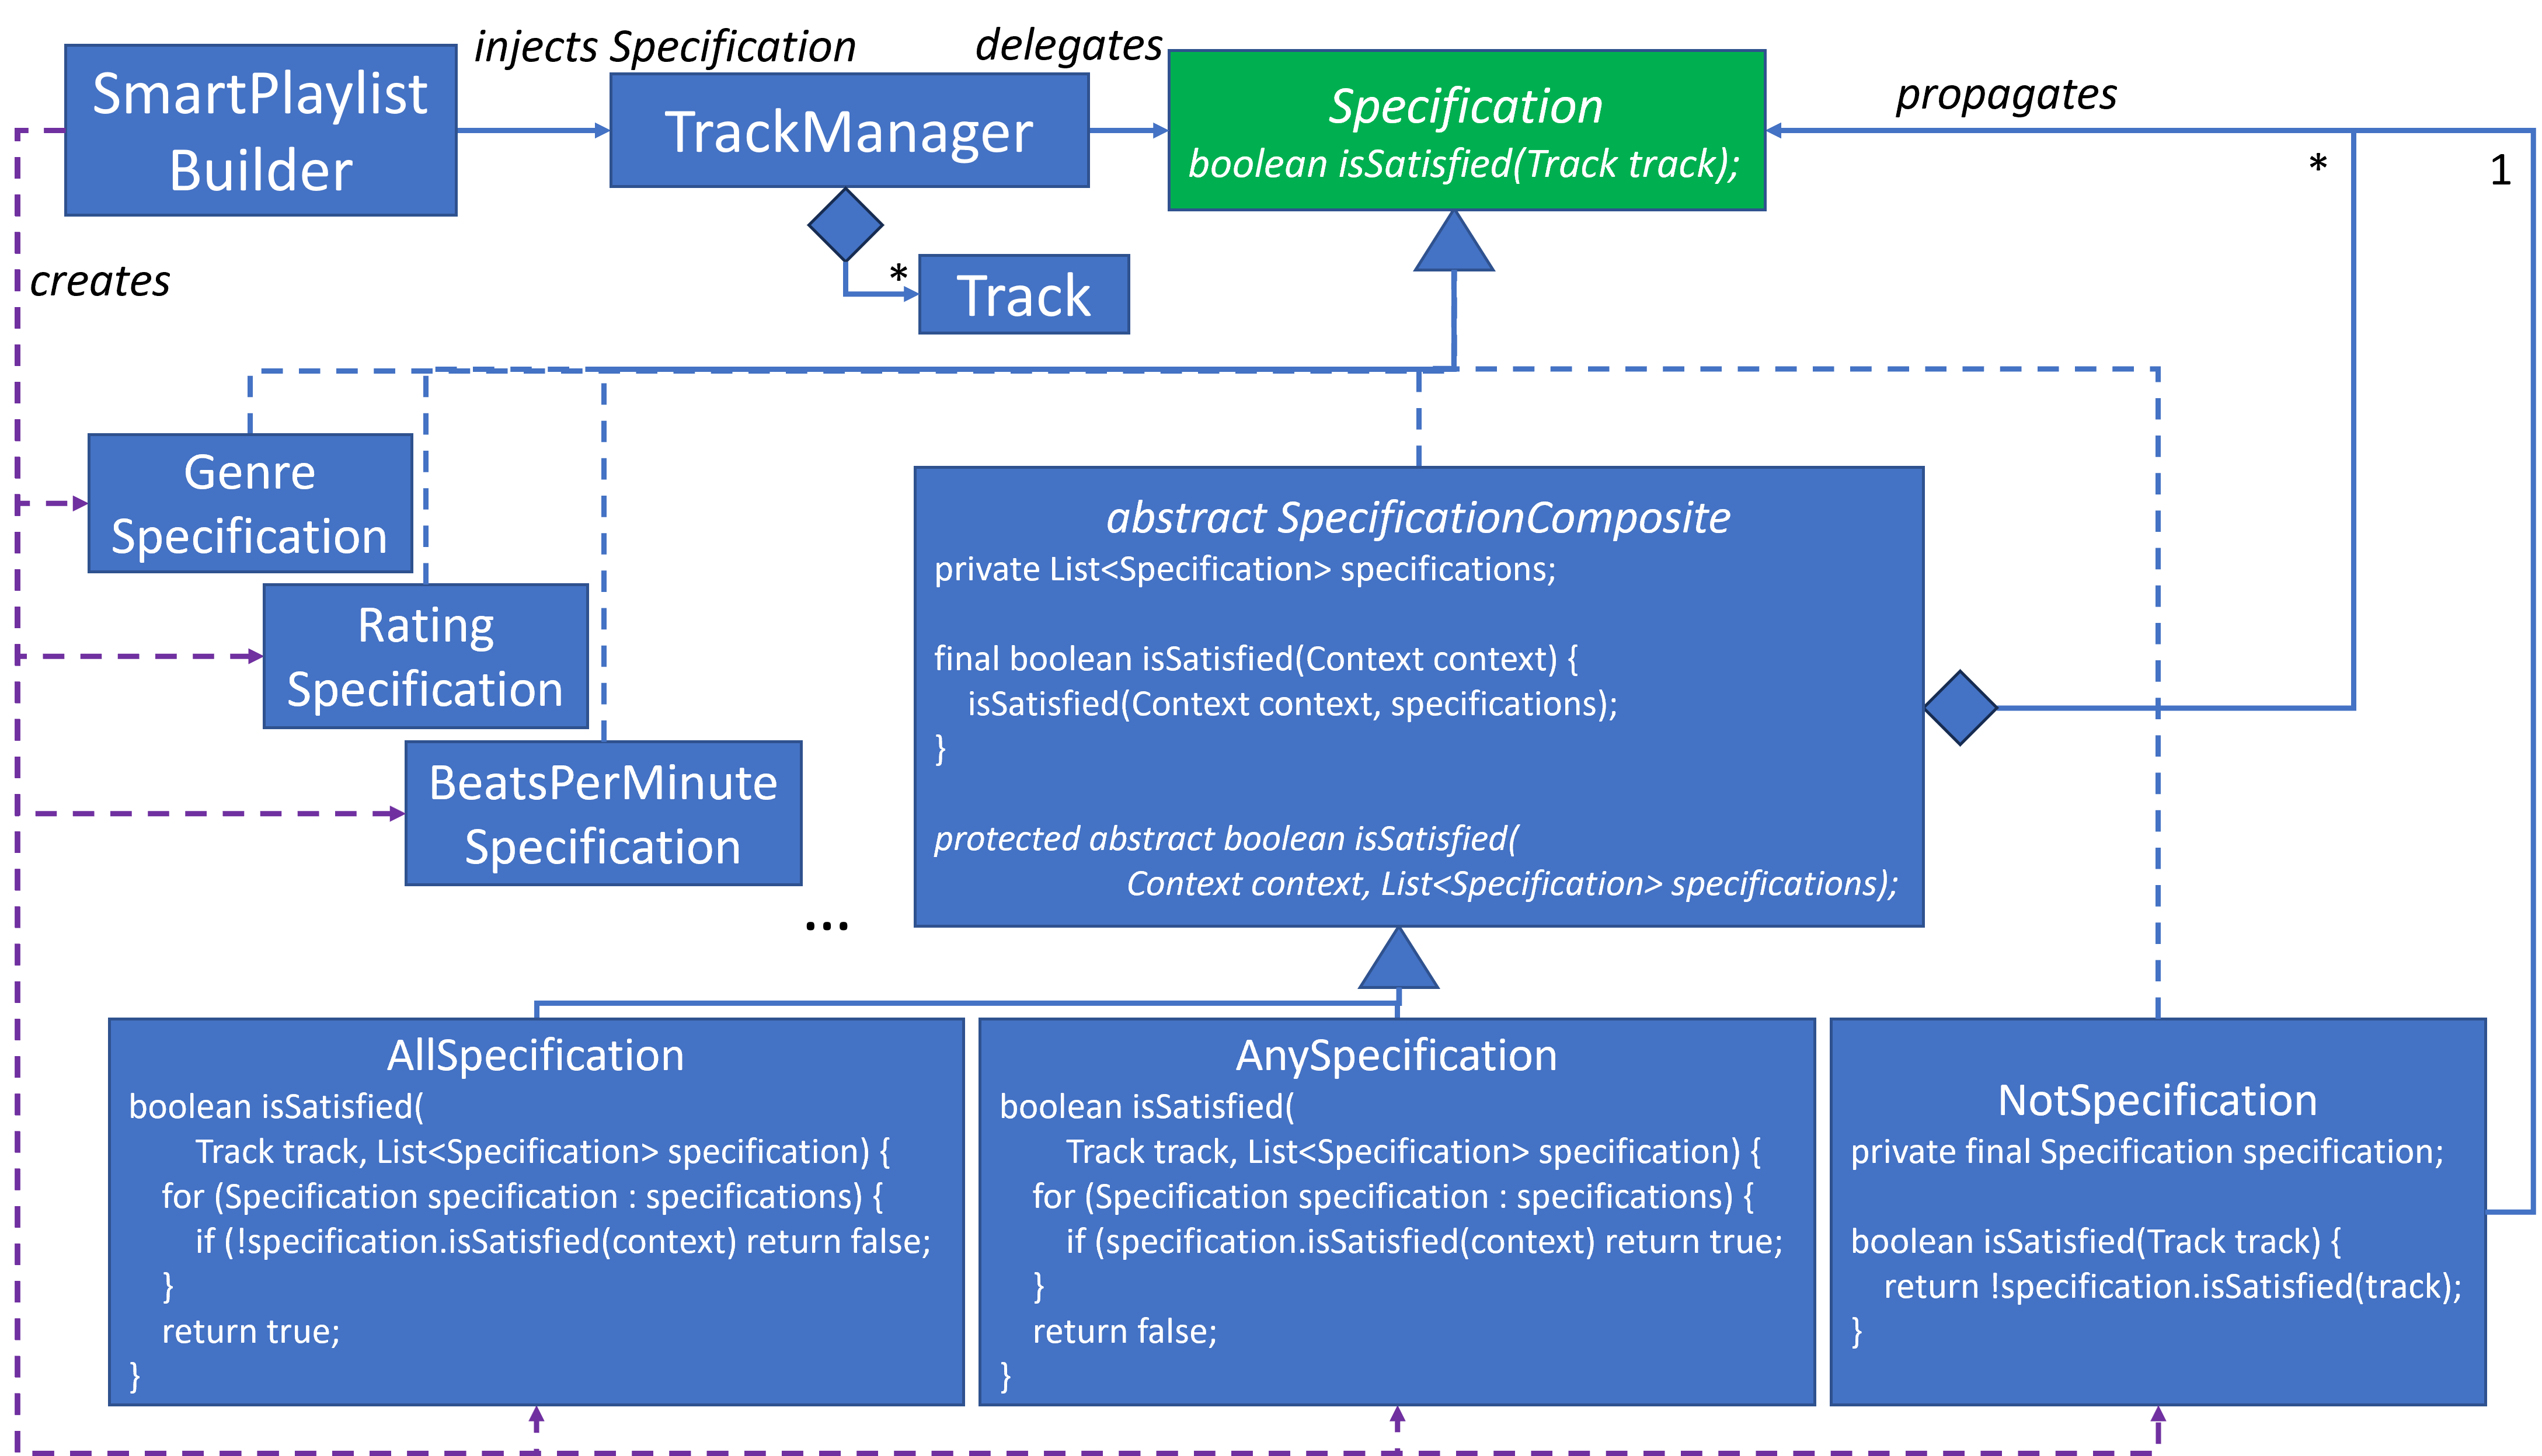 SmartPlaylist
Builder
injects Specification
TrackManager
delegates
Specification
boolean isSatisfied(Track track);
propagates
*
1
creates
*
Track
Genre
Specification
Rating
Specification
BeatsPerMinute
Specification
...
abstract SpecificationComposite
private List<Specification> specifications;
final boolean isSatisfied(Context context) {
isSatisfied(Context context, specifications);
}
protected abstract boolean isSatisfied(
Context context, List<Specification> specifications);
AllSpecification
boolean isSatisfied(
Track track, List<Specification> specification) {
for (Specification specification : specifications) {
if (!specification.isSatisfied(context) return false;
}
return true;
}
AnySpecification
boolean isSatisfied(
Track track, List<Specification> specification) {
for (Specification specification : specifications) {
if (specification.isSatisfied(context) return true;
}
return false;
}
NotSpecification
private final Specification specification;
boolean isSatisfied(Track track) {
return !specification.isSatisfied(track);
}